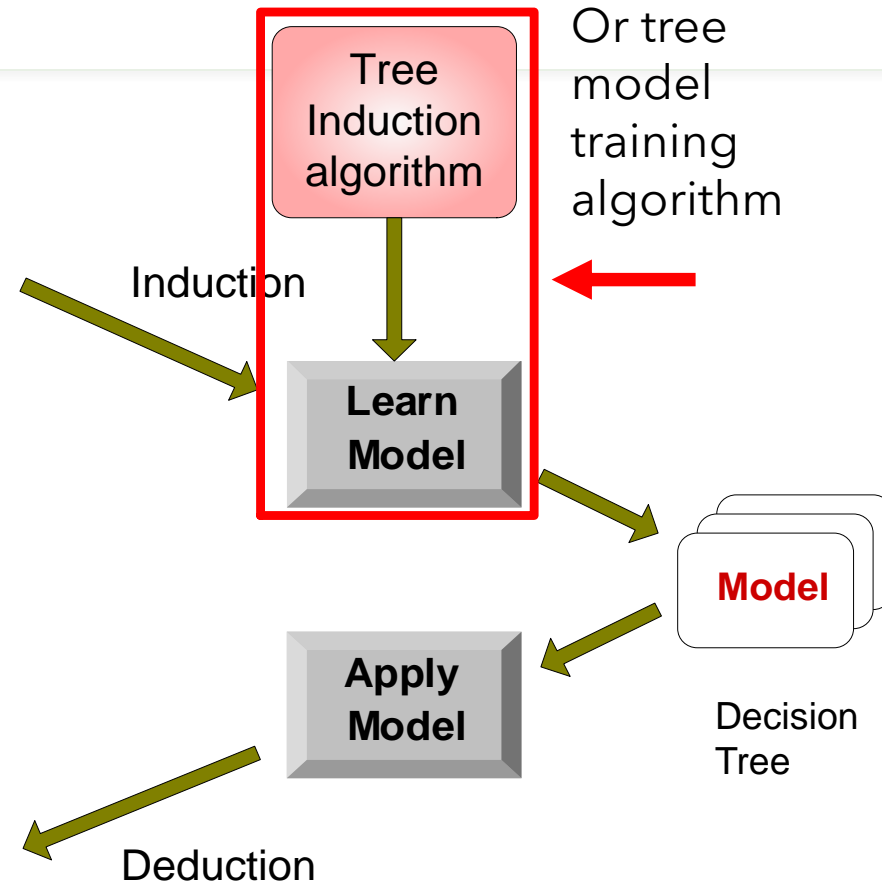 Tree
Induction
algorithm
Or tree
model
training
algorithm
Induction
Learn
Model
Model
Decision
Tree
Apply
Model
Deduction